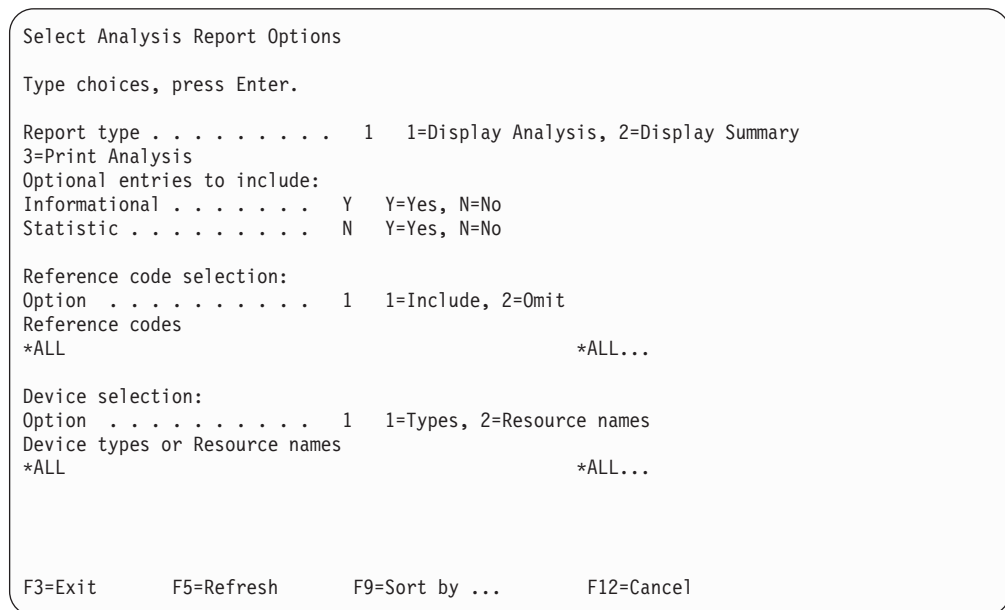 Select Analysis Report Options
Type choices, press Enter.
Report type . . . . . . . . . 1 1=Display Analysis, 2=Display Summary
3=Print Analysis
Optional entries to include:
Informational . . . . . . . Y Y=Yes, N=No
Statistic . . . . . . . . . N Y=Yes, N=No
Reference code selection:
Option . . . . . . . . . . 1 1=Include, 2=Omit
Reference codes
*ALL *ALL...
Device selection:
Option . . . . . . . . . . 1 1=Types, 2=Resource names
Device types or Resource names
*ALL *ALL...
F3=Exit F5=Refresh F9=Sort by ... F12=Cancel